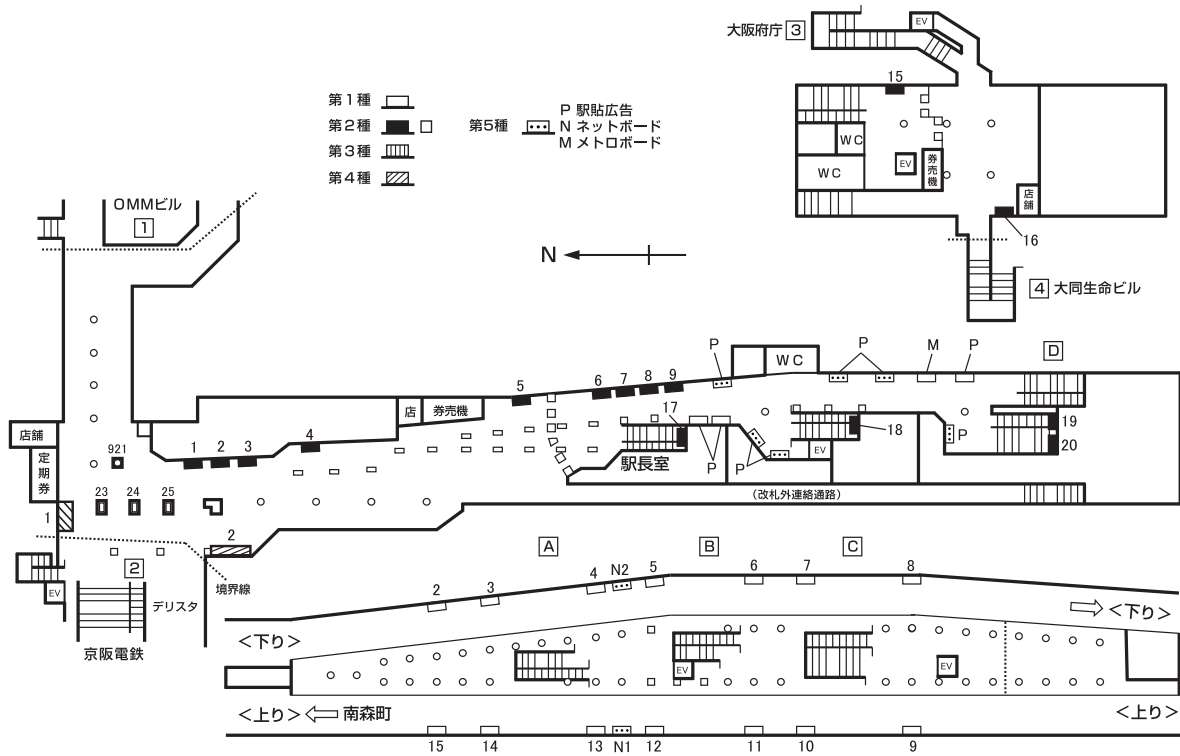 大阪府庁 3
EV
15
第1種
第2種
第3種
第4種
第5種
P 駅貼広告
N ネットボード
M メトロボード
WC
WC
EV
券売機
店舗
16
4 大同生命ビル
OMMビル
1
N
店舗
定期券
921
1
2
3
4
店
券売機
5
6
7
8
9
P
WC
P
M
P
D
17
18
19
20
P
P
P
EV
駅長室
(改札外連絡通路)
23
24
25
1
2
2
EV
デリスタ
境界線
京阪電鉄
A
B
C
2
3
4
N2
5
6
7
8
<下り>
<下り>
EV
EV
<上り>
南森町
<上り>
15
14
13
N1
12
11
10
9